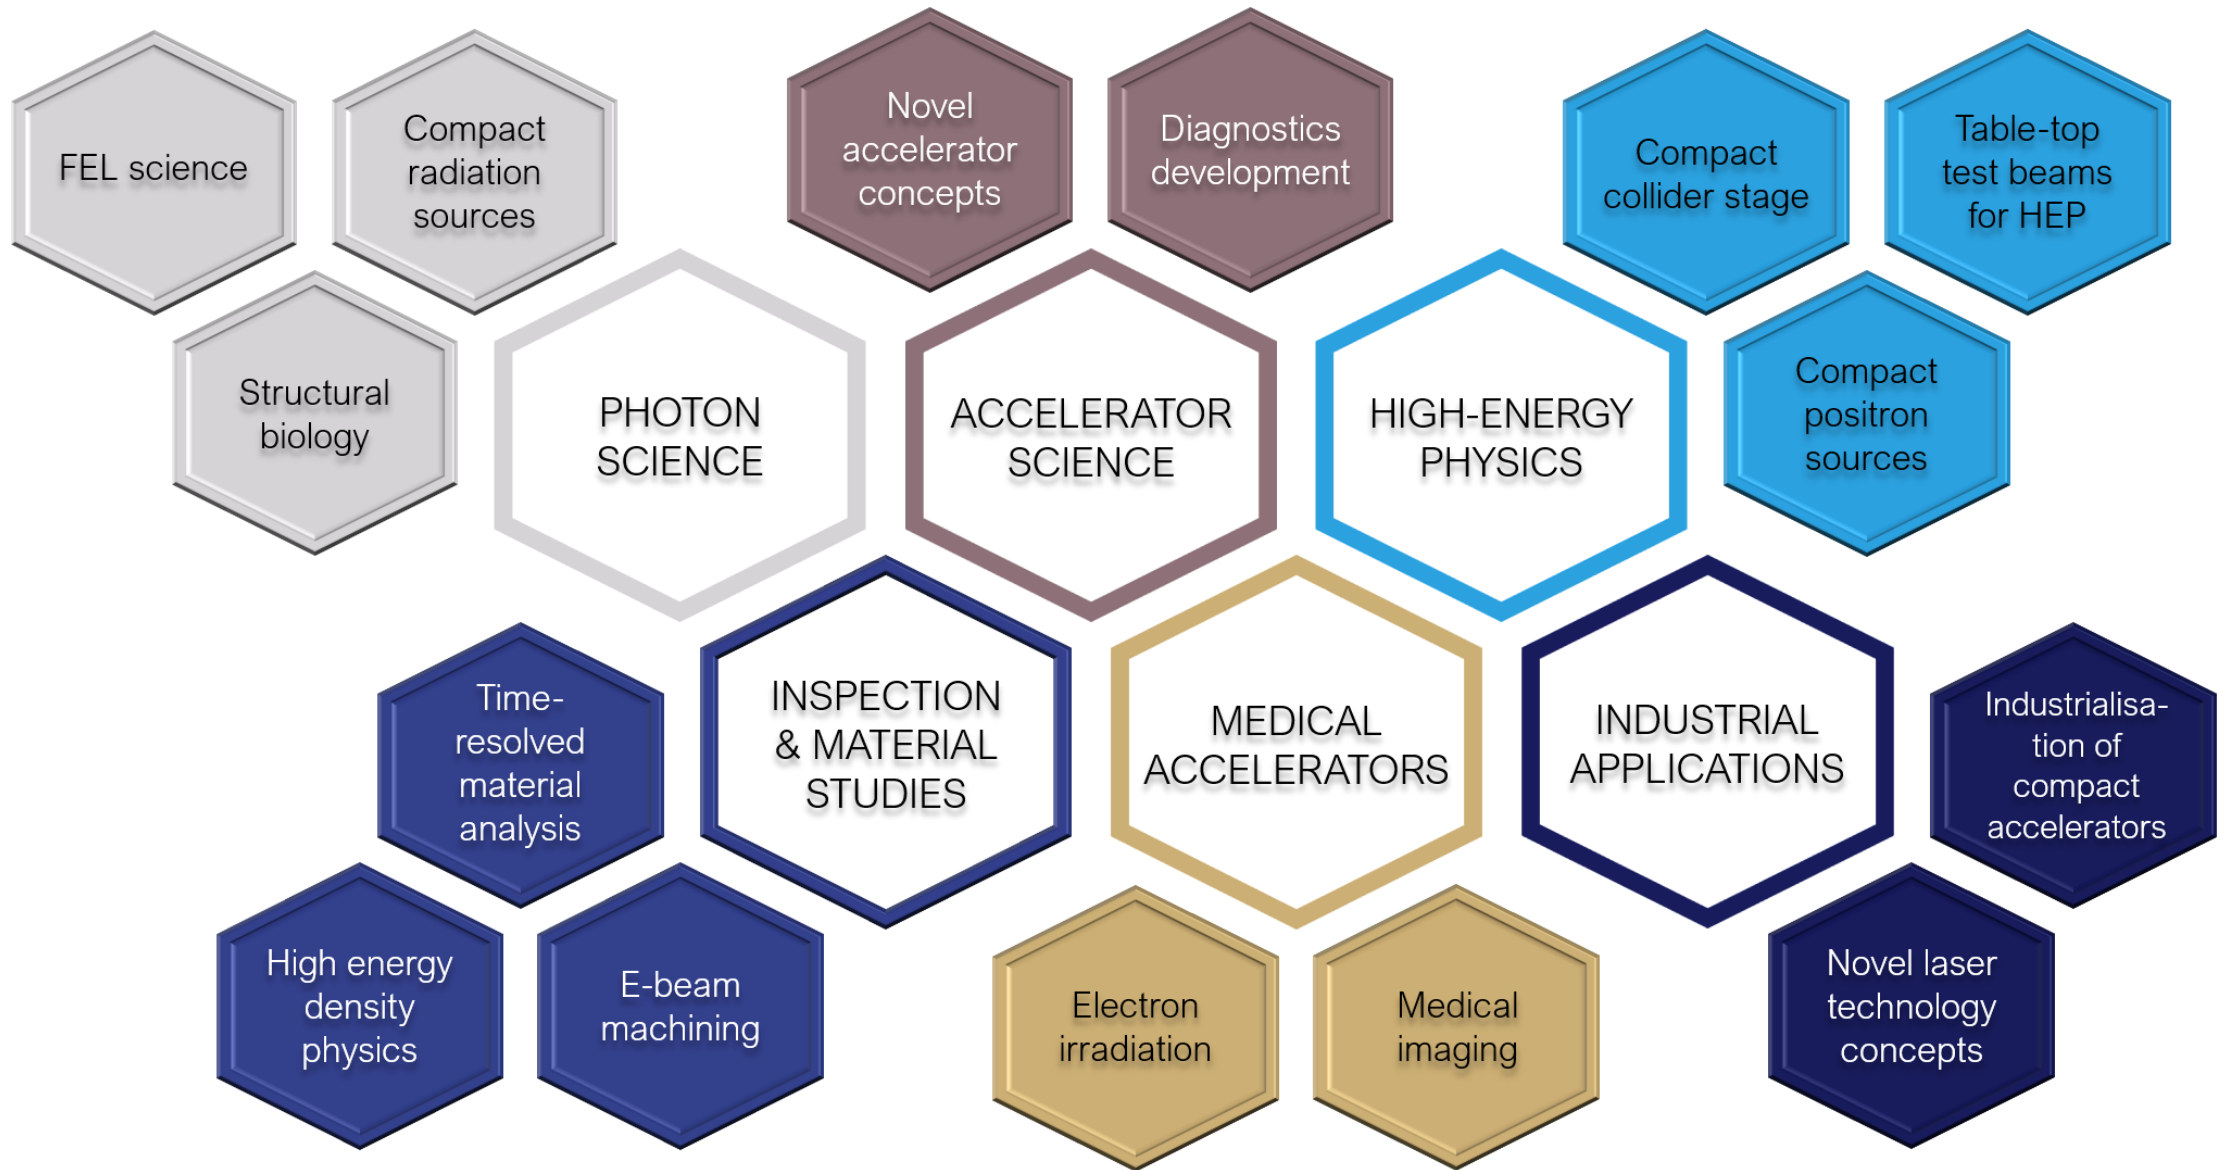 FEL science
Compact
radiation
sources
Structural
biology
Novel
accelerator
concepts
Diagnostics
development
Compact
collider stage
Table-top
test beams
for HEP
Compact
positron
sources
PHOTON
SCIENCE
ACCELERATOR
SCIENCE
HIGH-ENERGY
PHYSICS
INSPECTION
& MATERIAL
STUDIES
MEDICAL
ACCELERATORS
INDUSTRIAL
APPLICATIONS
Time-
resolved
material
analysis
High energy
density
physics
E-beam
machining
Electron
irradiation
Medical
imaging
Industrialisa-
tion of
compact
accelerators
Novel laser
technology
concepts